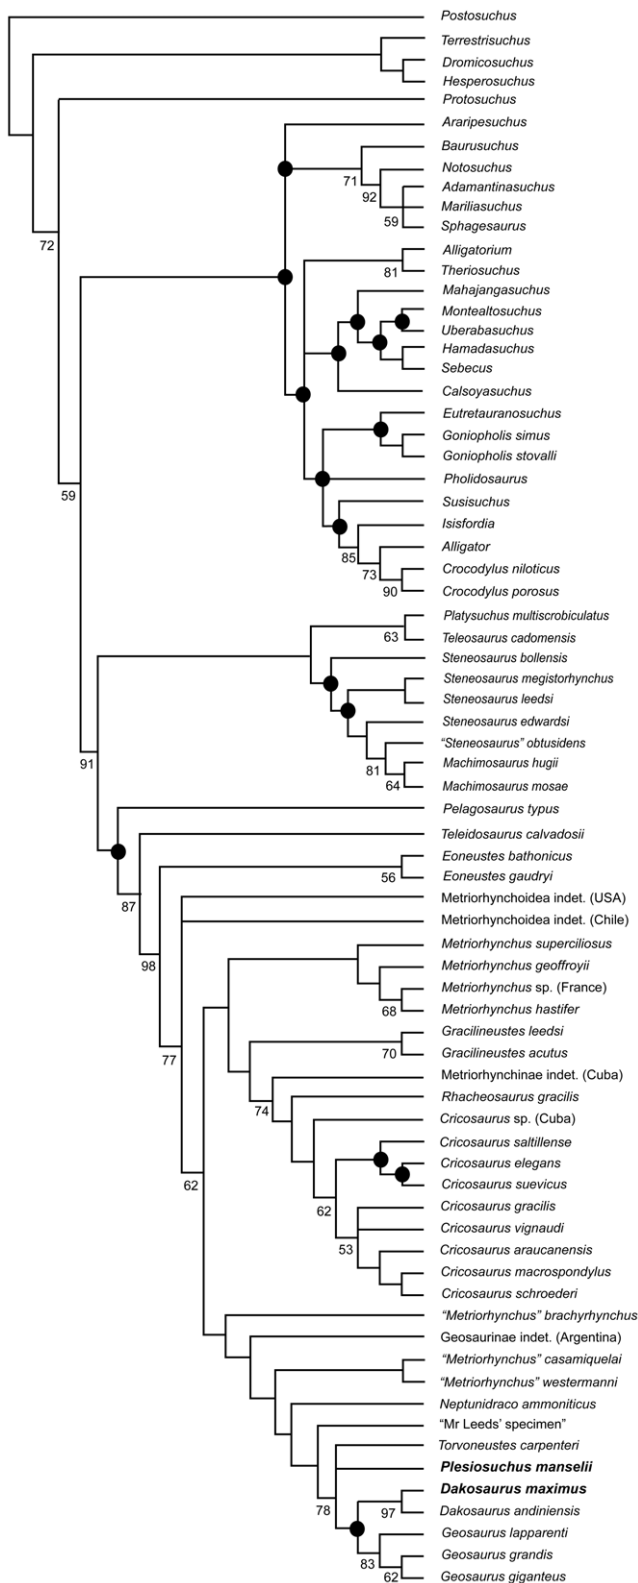 Postosuchus
Terrestrisuchus
Dromicosuchus
Hesperosuchus
Protosuchus
Araripesuchus
Baurusuchus
71
Notosuchus
92
Adamantinasuchus
Mariliasuchus
59
Sphagesaurus
72
Alligatorium
81
Theriosuchus
Mahajangasuchus
Montealtosuchus
Uberabasuchus
Hamadasuchus
Sebecus
Calsoyasuchus
Eutretauranosuchus
Goniopholis simus
Goniopholis stovalli
Pholidosaurus
59
Susisuchus
Isisfordia
85
Alligator
73
Crocodylus niloticus
90
Crocodylus porosus
Platysuchus multiscrobiculatus
63
Teleosaurus cadomensis
Steneosaurus bollensis
Steneosaurus megistorhynchus
Steneosaurus leedsi
Steneosaurus edwardsi
"Steneosaurus" obtusidens
91
81
Machimosaurus hugii
64
Machimosaurus mosae
Pelagosaurus typus
Teleidosaurus calvadosii
Eoneustes bathonicus
56
Eoneustes gaudryi
87
Metriorhynchoidea indet. (USA)
Metriorhynchoidea indet. (Chile)
Metriorhynchus superciliosus
98
Metriorhynchus geoffroyii
Metriorhynchus sp. (France)
68
Metriorhynchus hastifer
Gracilineustes leedsi
70
Gracilineustes acutus
77
Metriorhynchinae indet. (Cuba)
74
Rhacheosaurus gracilis
Cricosaurus sp. (Cuba)
Cricosaurus saltillense
Cricosaurus elegans
62
Cricosaurus suevicus
62
Cricosaurus gracilis
Cricosaurus vignaudi
53
Cricosaurus araucanensis
Cricosaurus macrospondylus
Cricosaurus schroederi
"Metriorhynchus" brachyrhynchus
Geosaurinae indet. (Argentina)
"Metriorhynchus" casamiquelai
"Metriorhynchus" westermanni
Neptunidraco ammoniticus
"Mr Leeds' specimen"
Torvoneustes carpenteri
Plesiosuchus manselii
Dakosaurus maximus
78
97
Dakosaurus andiniensis
Geosaurus lapparenti
83
Geosaurus grandis
62
Geosaurus giganteus